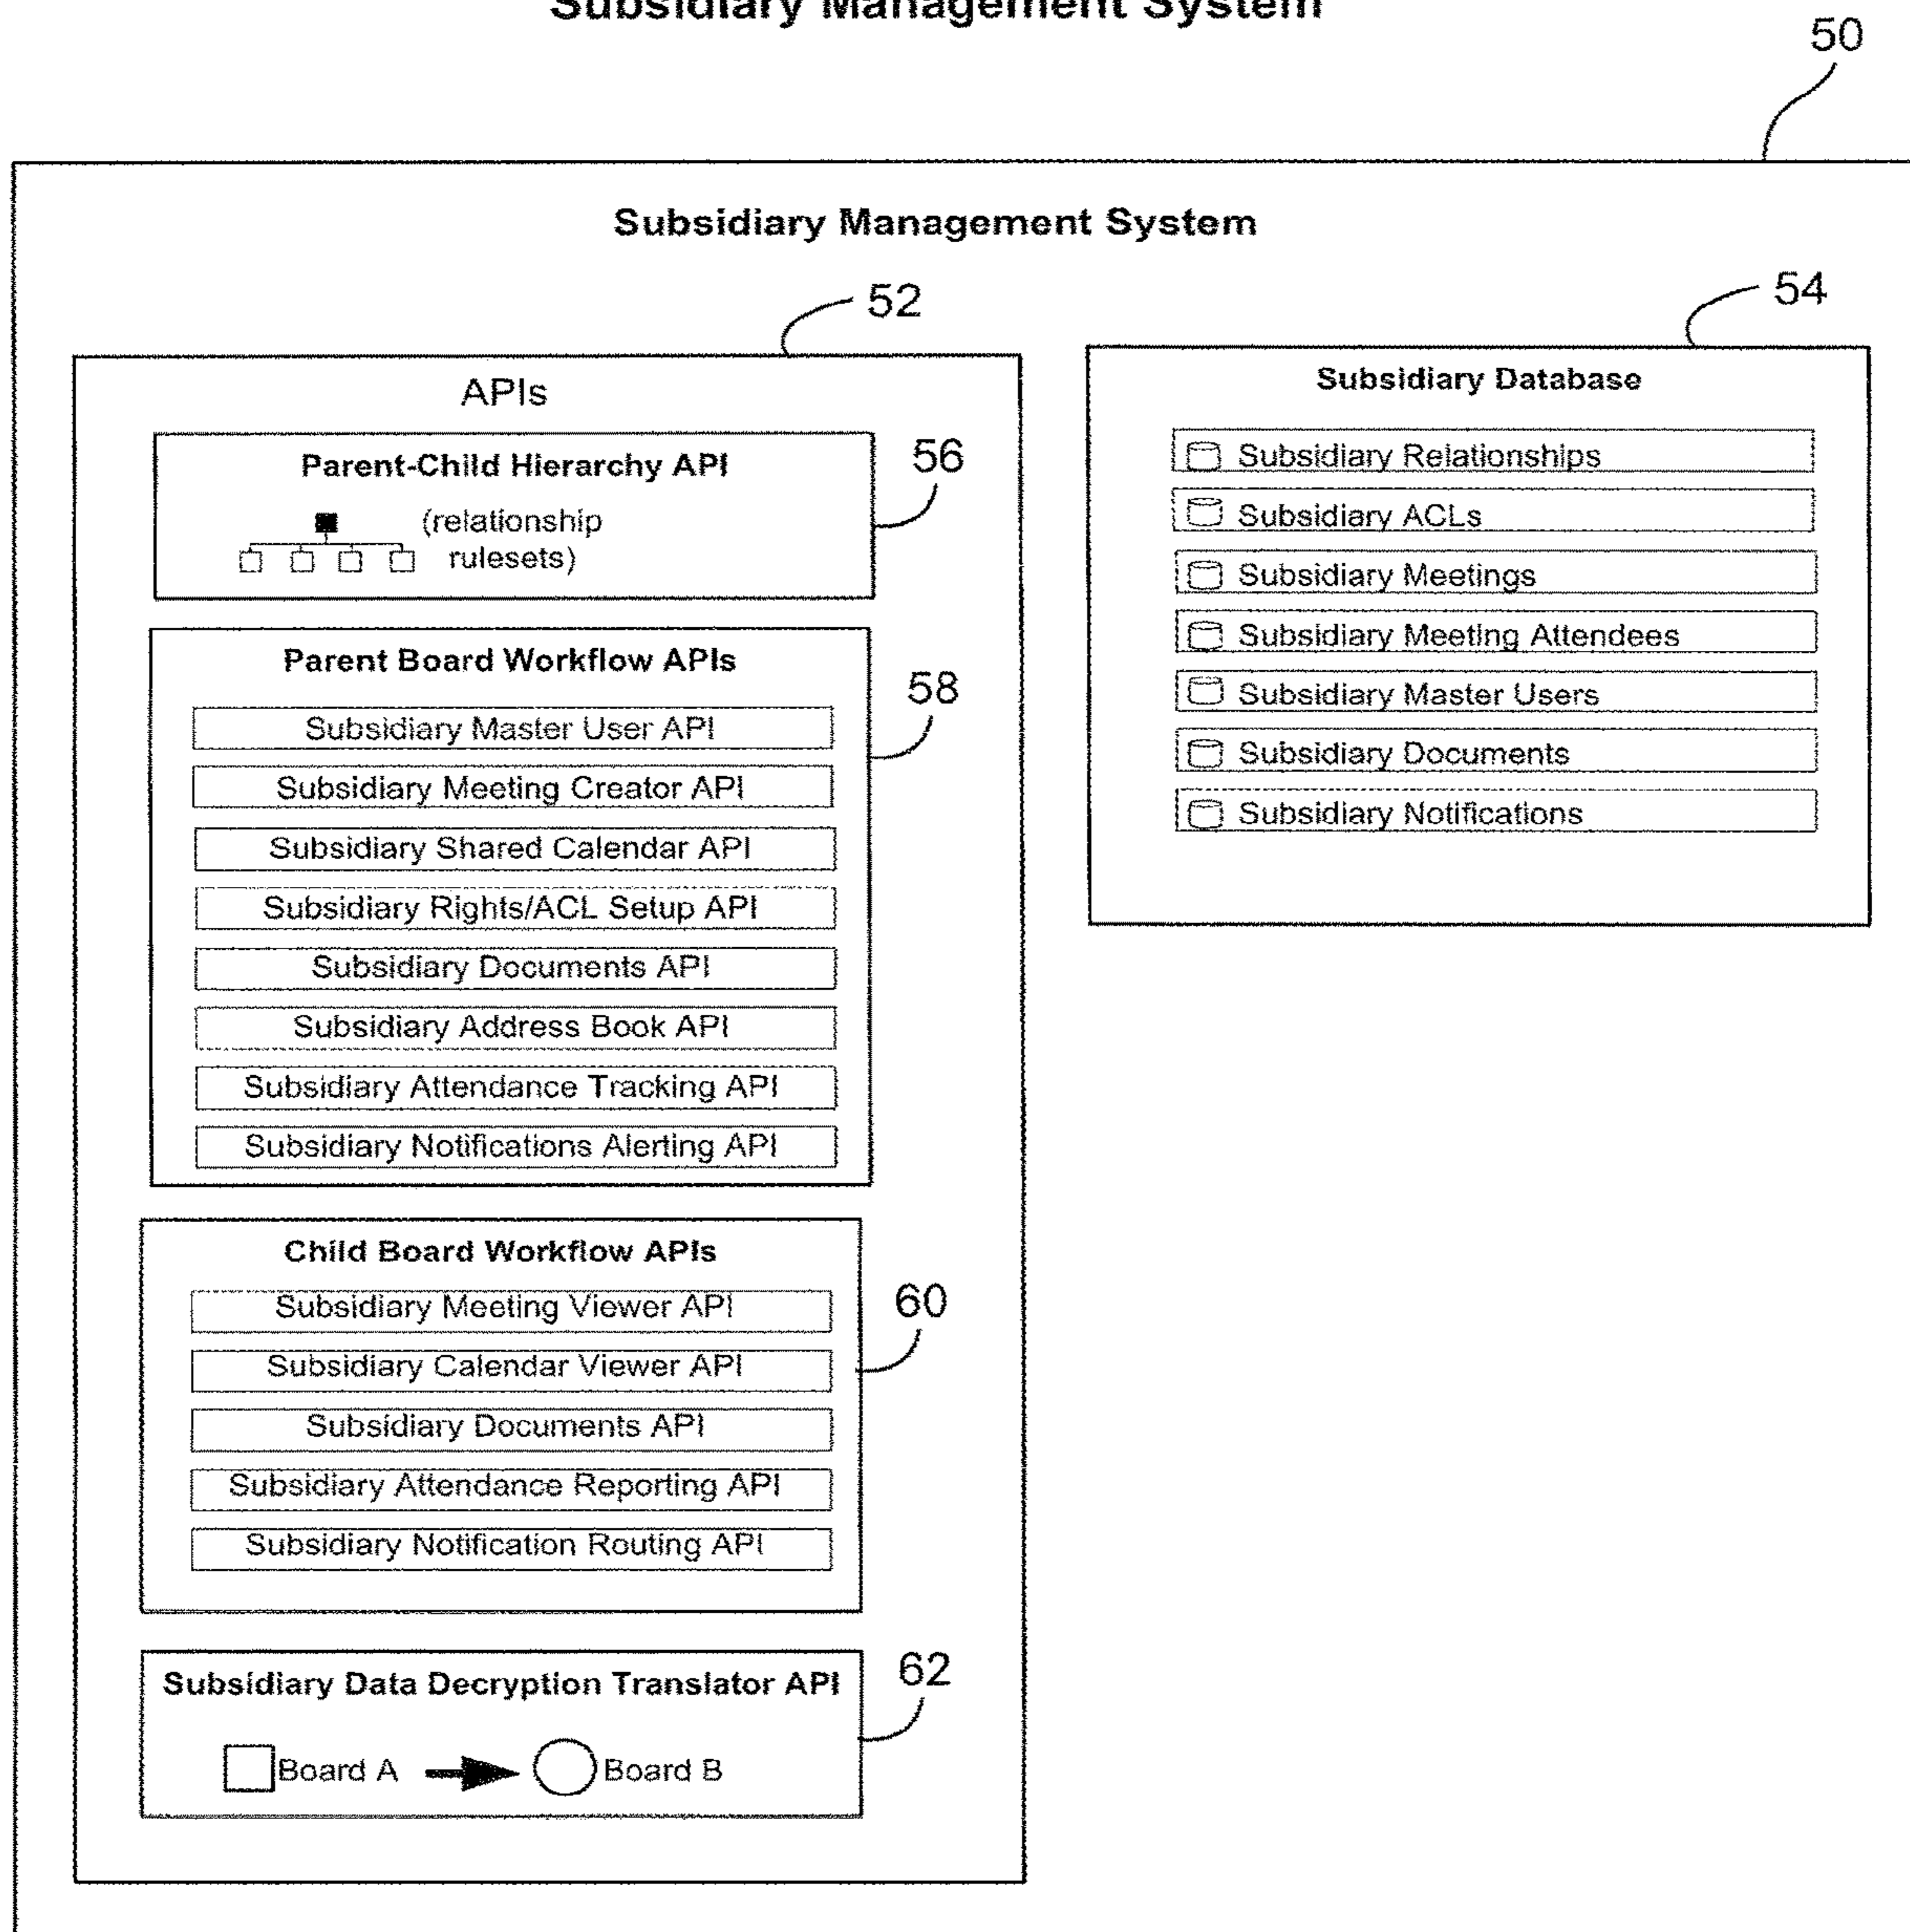 Subsidiary Management System
50
Subsidiary Management System
52
54
APIs
Parent-Child Hierarchy API
(relationship
rulesets)
56
Parent Board Workflow APIs
58
Subsidiary Master User API
Subsidiary Meeting Creator API
Subsidiary Shared Calendar API
Subsidiary Rights/ACL Setup API
Subsidiary Documents API
Subsidiary Address Book API
Subsidiary Attendance Tracking API
Subsidiary Notifications Alerting API
Child Board Workflow APIs
60
Subsidiary Meeting Viewer API
Subsidiary Calendar Viewer API
Subsidiary Documents API
Subsidiary Attendance Reporting API
Subsidiary Notification Routing API
Subsidiary Data Decryption Translator API
62
Board A
Board B
Subsidiary Database
Subsidiary Relationships
Subsidiary ACLs
Subsidiary Meetings
Subsidiary Meeting Attendees
Subsidiary Master Users
Subsidiary Documents
Subsidiary Notifications